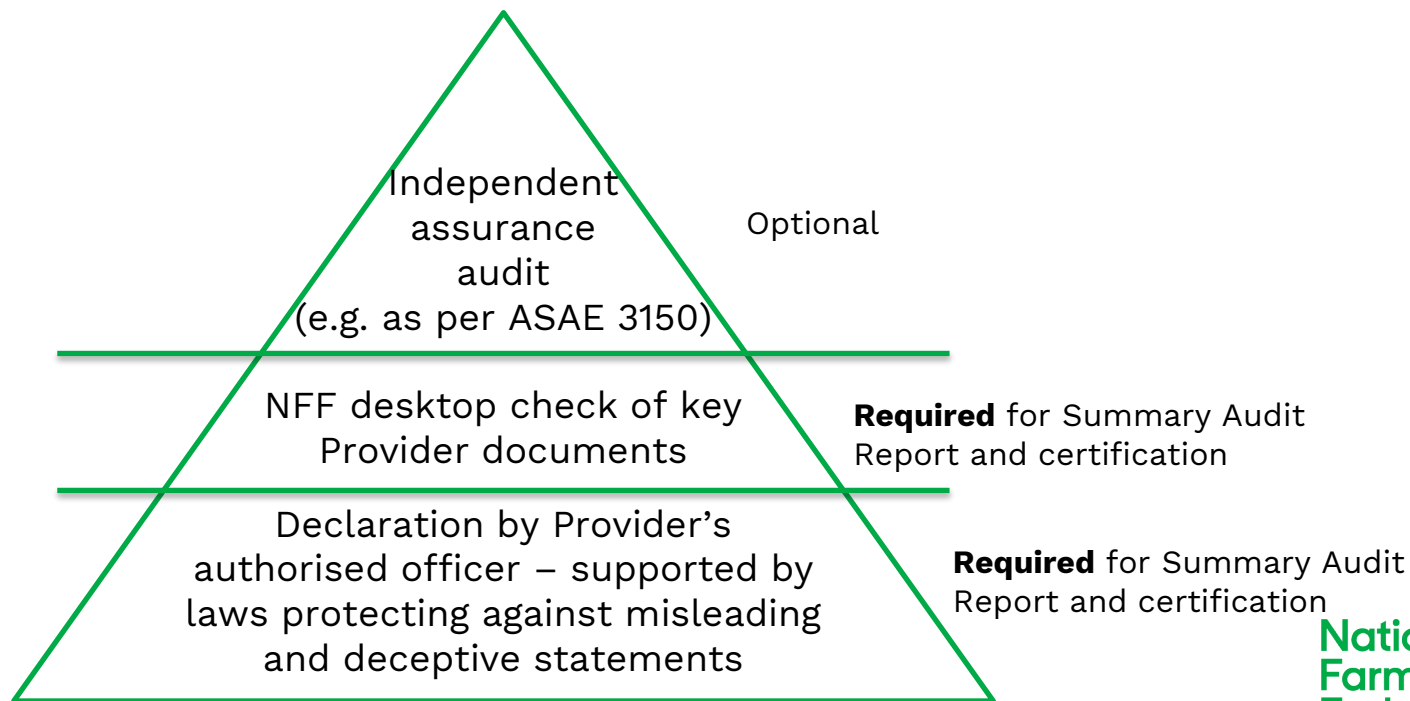 Independent
assurance
audit
(e.g. as per ASAE 3150)
Optional
NFF desktop check of key
Provider documents
Required for Summary Audit
Report and certification
Declaration by Provider’s
authorised officer – supported by
laws protecting against misleading
and deceptive statements
Required for Summary Audit
Report and certification
Farm